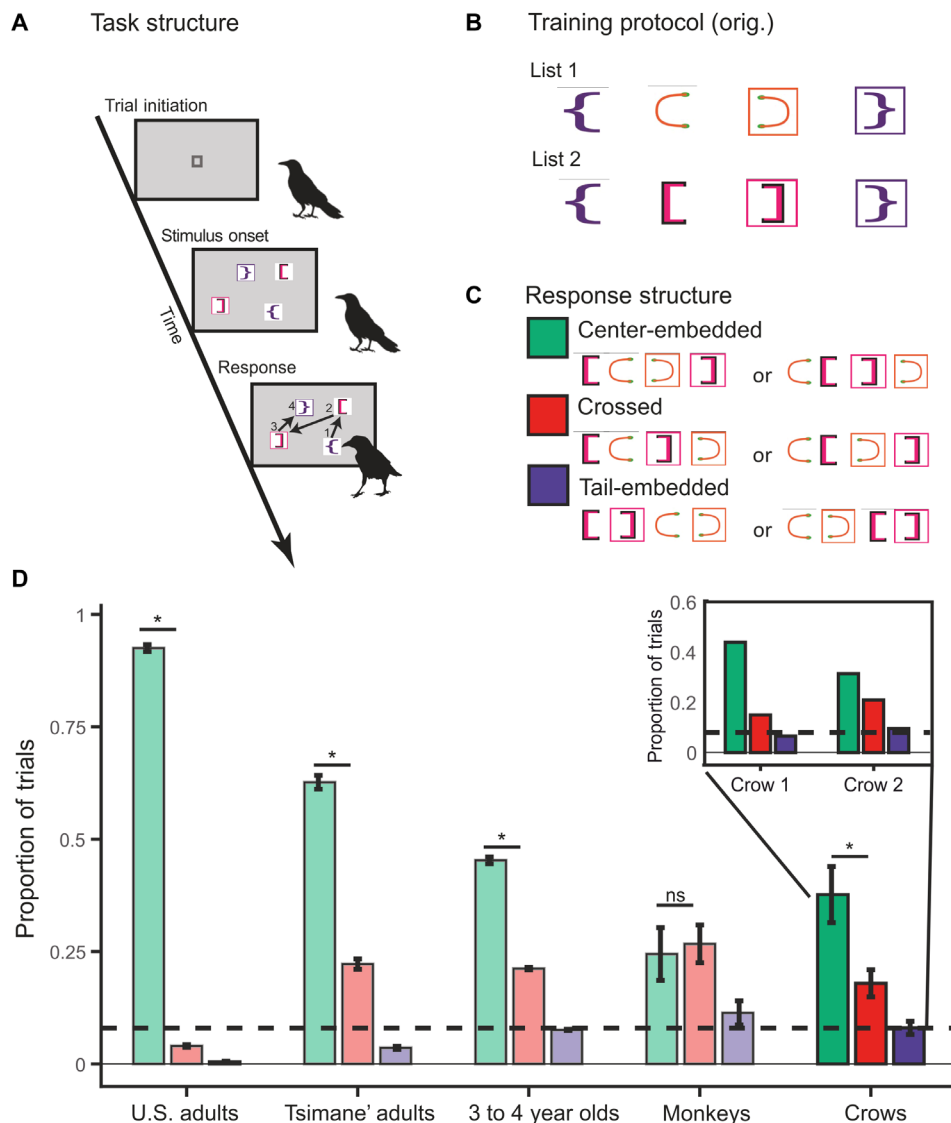 A Task structure
Trial initiation
Stimulus onset
Time
Response
4 2
3 1
B Training protocol (orig.)
List 1
{ }
List 2
{ [ ] }
C Response structure
Center-embedded
or
Crossed
or
Tail-embedded
or
D
Proportion of trials
1
0.75
0.5
0.25
0
* * * ns *
U.S. adults Tsimane’ adults 3 to 4 year olds Monkeys Crows
Proportion of trials
0.6
0.4
0.2
0
Crow 1 Crow 2